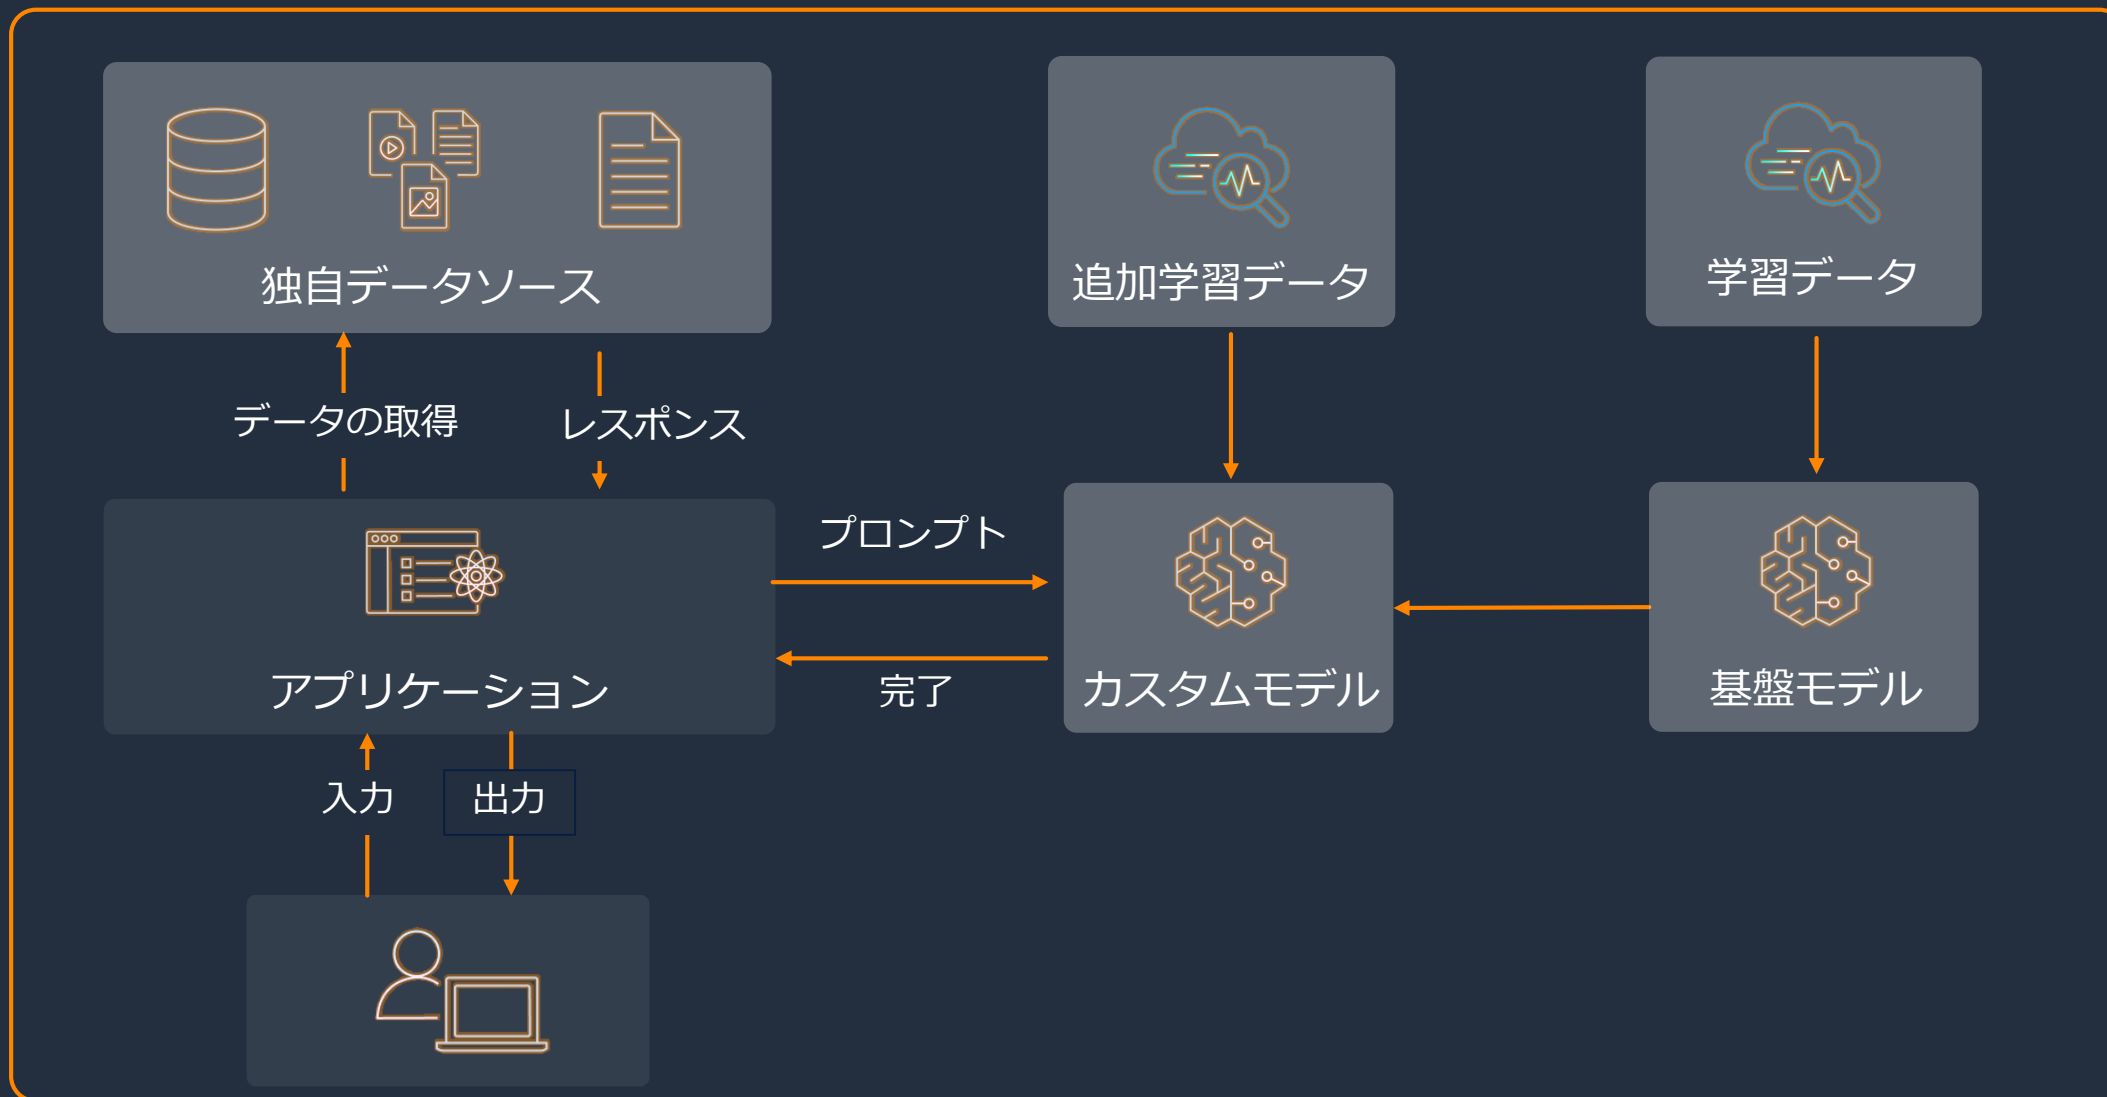 独自データソース
追加学習データ
学習データ
データの取得
レスポンス
プロンプト
アプリケーション
完了
カスタムモデル
基盤モデル
入力
出力